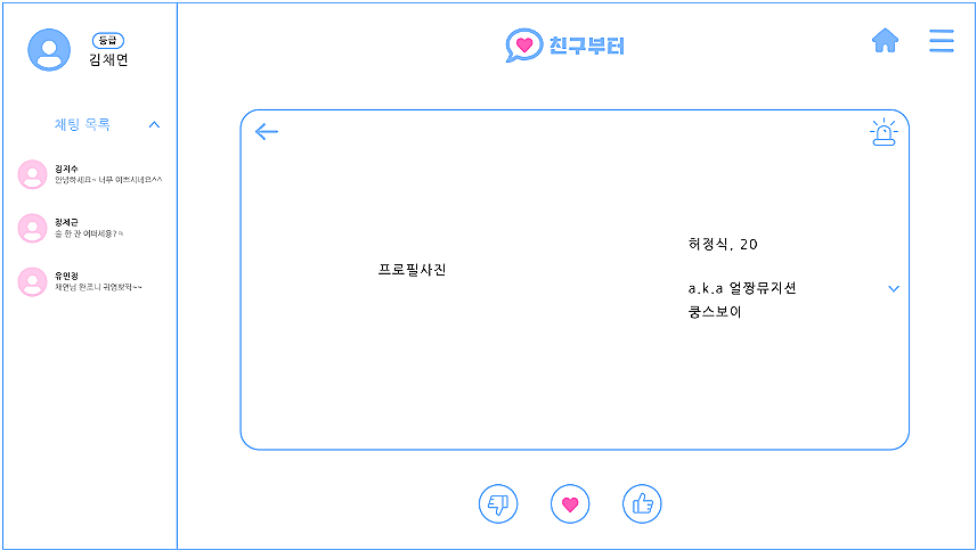 등급
김채연
친구부터
채팅 목록
김지수
안녕하세요~ 너무 이쁘시네요^^
정세근
술 한 잔 어때세용?ㅋ
유민정
채연님 완조니 귀염뽀짝~~
프로필사진
허정식, 20
a.k.a 얼짱뮤지션
쿵스보이